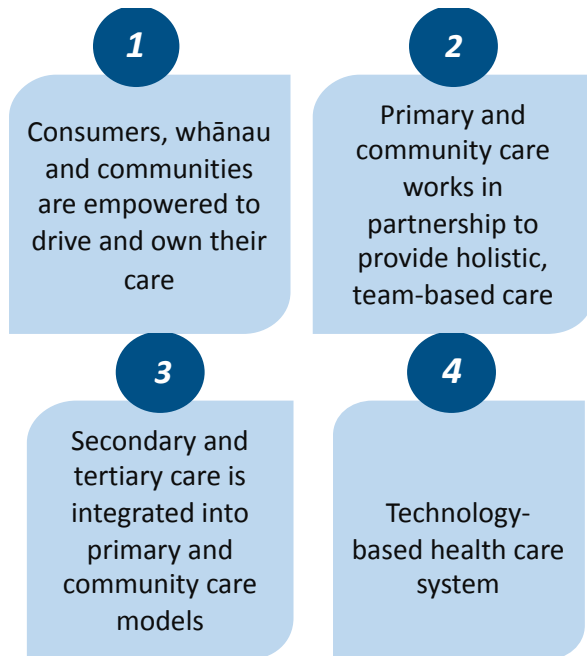 1
Consumers, whānau
and communities
are empowered to
drive and own their
care
2
Primary and
community care
works in
partnership to
provide holistic,
team-based care
3
Secondary and
tertiary care is
integrated into
primary and
community care
models
4
Technology-
based health care
system